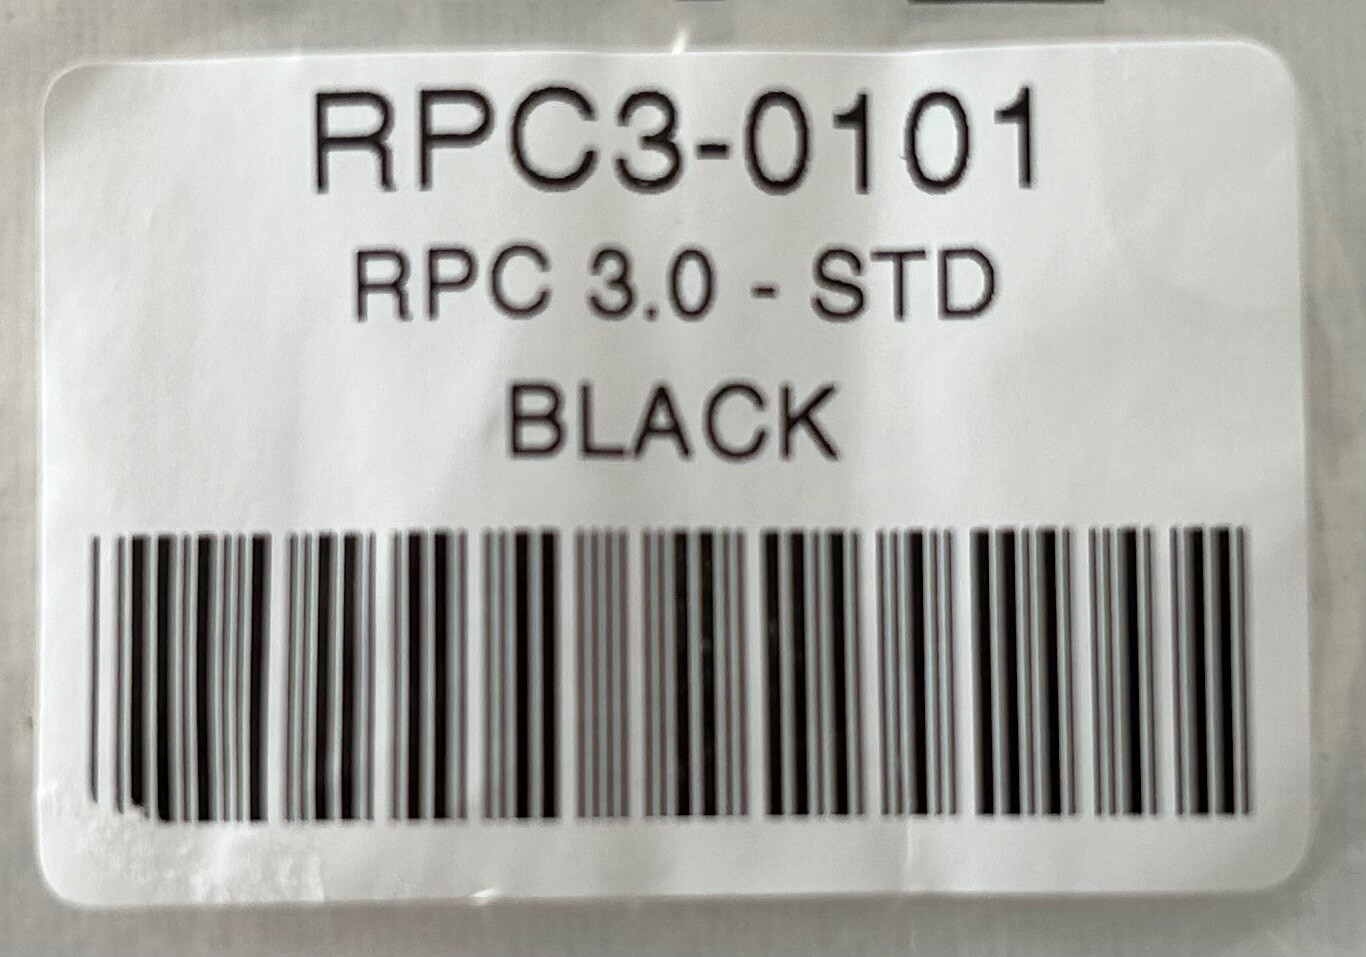 RPC3-0101
RPC 3.0 - STD
BLACK